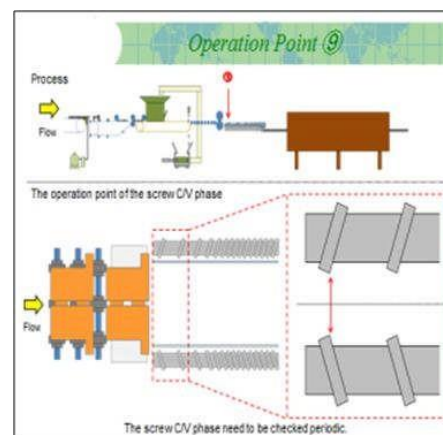 Operation Point ⑨
Process
Flow
The operation point of the screw C/V phase
Flow
The screw C/V phase need to be checked periodic.